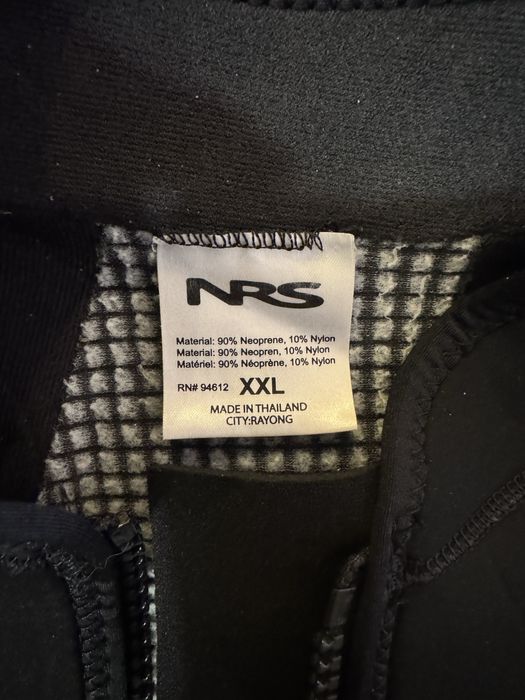 NRS
Material: 90% Neoprene, 10% Nylon
Material: 90% Neopren, 10% Nylon
Matériel: 90% Néoprène, 10% Nylon
RN# 94612 XXL
MADE IN THAILAND
CITY:RAYONG